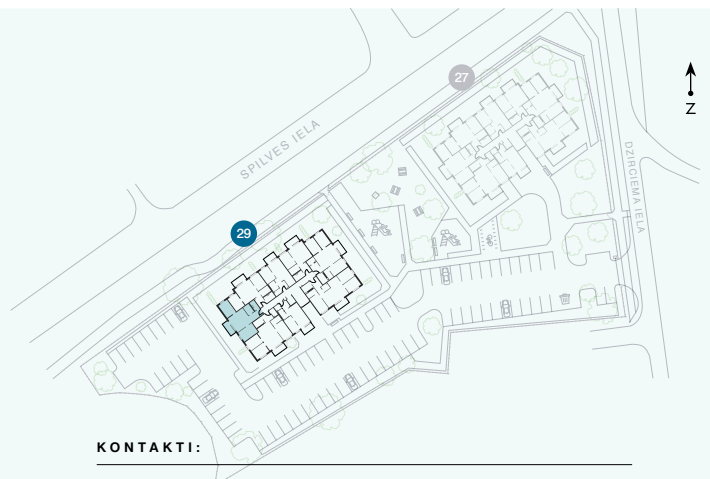 27
Z
SPILVES IELA
DZIRCIEMA IELA
29
KONTAKTI: